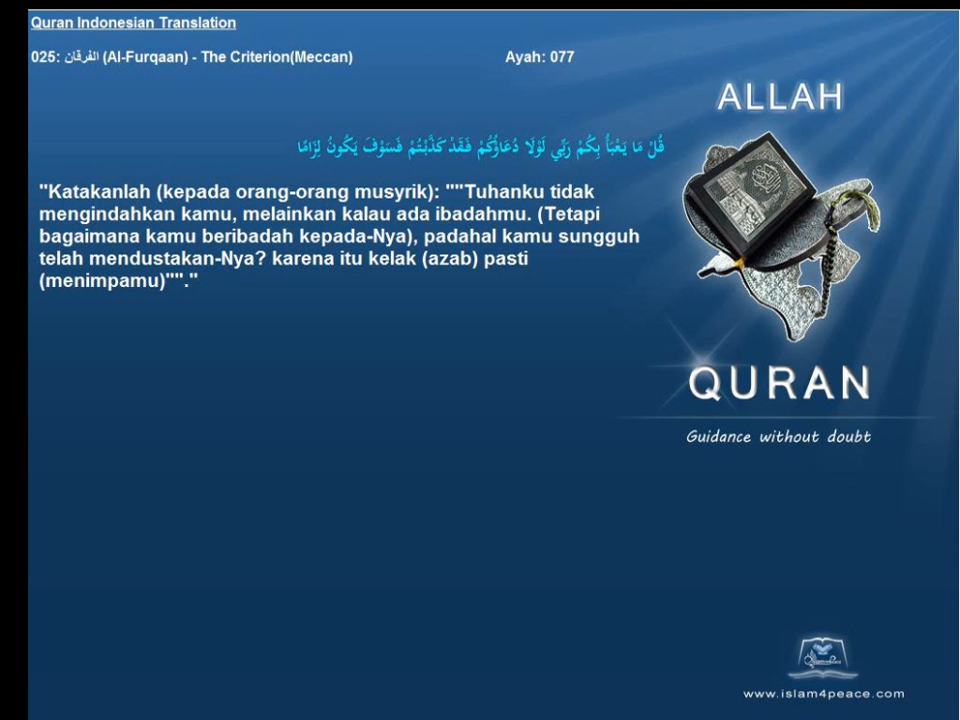 Quran Indonesian Translation
025: الفرقان (Al-Furqaan) - The Criterion(Meccan) Ayah: 077
ALLAH
قُلْ مَا يَعْبَأُ بِكُمْ رَبِّي لَوْلَا دُعَاؤُكُمْ فَقَدْ كَذَّبْتُمْ فَسَوْفَ يَكُونُ لِزَامًا
"Katakanlah (kepada orang-orang musyrik): ""Tuhanku tidak
mengindahkan kamu, melainkan kalau ada ibadahmu. (Tetapi
bagaimana kamu beribadah kepada-Nya), padahal kamu sungguh
telah mendustakan-Nya? karena itu kelak (azab) pasti
(menimpamu)""."
QURAN
Guidance without doubt
www.islam4peace.com